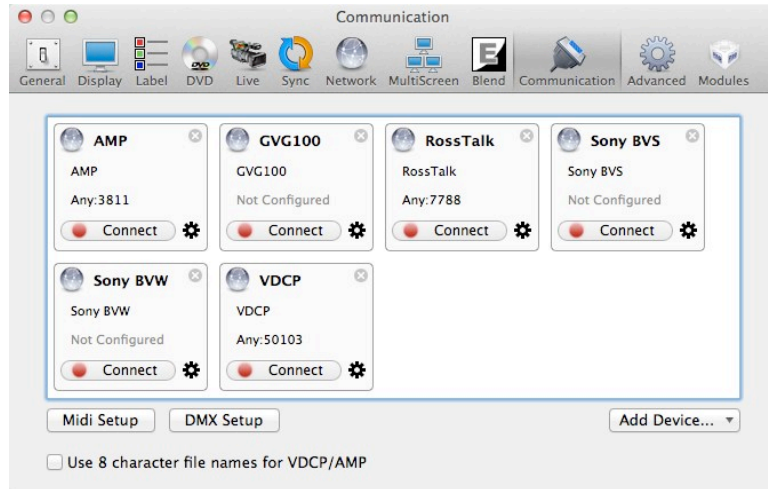 Communication
General Display Label DVD Live Sync Network MultiScreen Blend Communication Advanced Modules
AMP GVG100 RossTalk Sony BVS
AMP GVG100 RossTalk Sony BVS
Any:3811 Not Configured Any:7788 Not Configured
Connect Connect Connect Connect
Sony BVW VDCP
Sony BVW VDCP
Not Configured Any:50103
Connect Connect
Midi Setup DMX Setup Add Device...
Use 8 character file names for VDCP/AMP